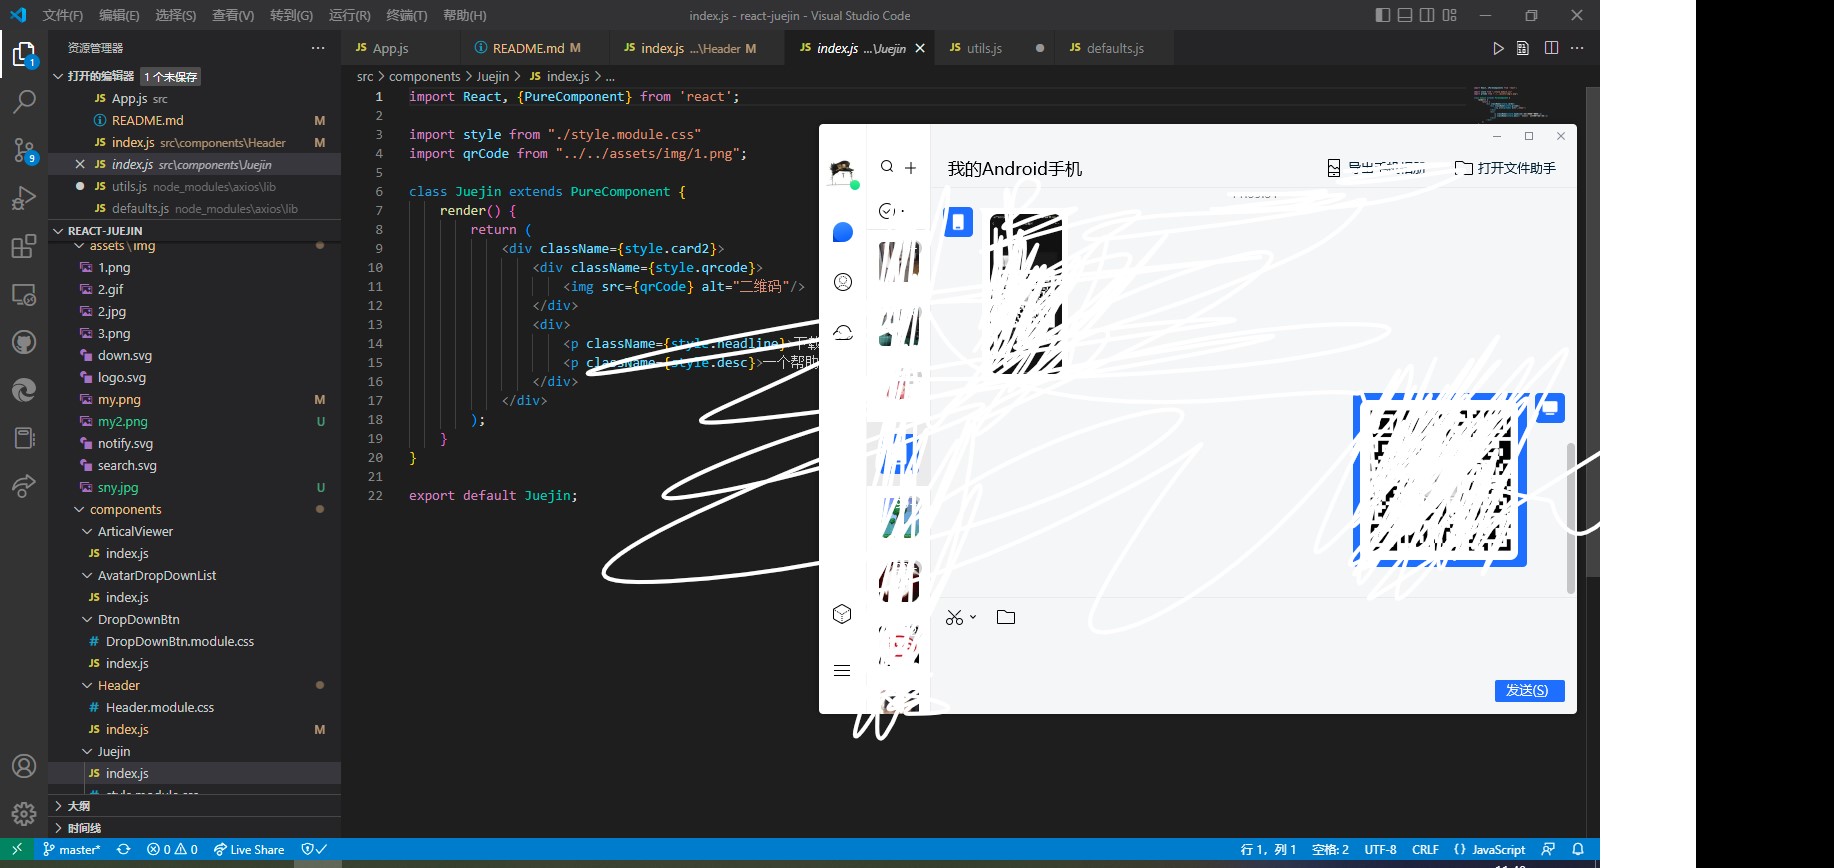 文件(F) 编辑(E) 选择(S) 查看(V) 转到(G) 运行(R) 终端(T) 帮助(H)
index.js - react-juejin - Visual Studio Code
资源管理器
打开的编辑器 1个未保存
JS App.js src
README.md M
JS index.js src\components\Header M
JS index.js src\components\Juejin
JS utils.js node_modules\axios\lib
JS defaults.js node_modules\axios\lib
REACT-JUEJIN
assets\img
1.png
2.gif
2.jpg
3.png
down.svg
logo.svg
my.png M
my2.png U
notify.svg
search.svg
sny.jpg U
components
ArticalViewer
JS index.js
AvatarDropDownList
JS index.js
DropDownBtn
# DropDownBtn.module.css
JS index.js
Header
# Header.module.css
JS index.js M
Juejin
JS index.js
大纲
时间线
1
9
JS App.js
README.md M
JS index.js ...\Header M
JS index.js ...\Juejin
JS utils.js
JS defaults.js
src > components > Juejin > JS index.js > ...
1 import React, {PureComponent} from 'react';
2
3 import style from "./style.module.css"
4 import qrCode from "../../assets/img/1.png";
5
6 class Juejin extends PureComponent {
7 render() {
8 return (
9 <div className={style.card2}>
10 <div className={style.qrcode}>
11 <img src={qrCode} alt="二维码"/>
12 </div>
13 <div>
14 <p className={style.headline}>下载
15 <p className={style.desc}>一个帮助
16 </div>
17 </div>
18 );
19 }
20 }
21
22 export default Juejin;
我的Android手机
导出手机相册
打开文件助手
发送(S)
master* 0 0 Live Share
行 1, 列 1 空格: 2 UTF-8 CRLF {} JavaScript